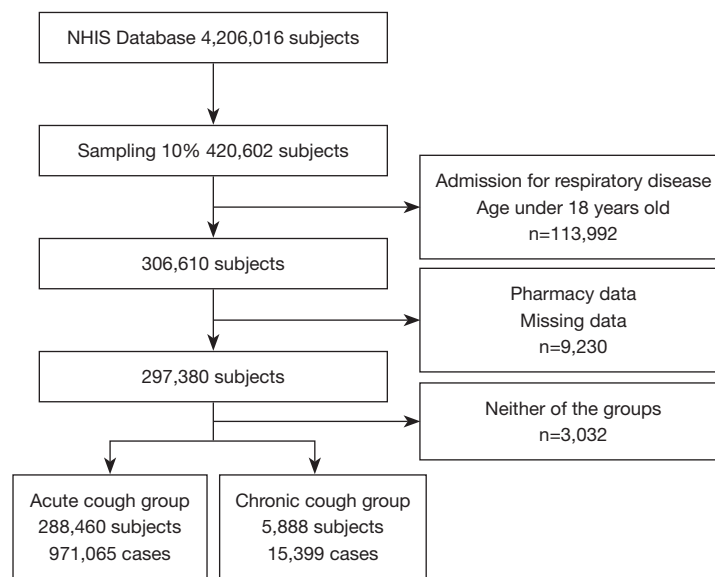 NHIS Database 4,206,016 subjects
Sampling 10% 420,602 subjects
Admission for respiratory disease
Age under 18 years old
n=113,992
306,610 subjects
Pharmacy data
Missing data
n=9,230
297,380 subjects
Neither of the groups
n=3,032
Acute cough group
288,460 subjects
971,065 cases
Chronic cough group
5,888 subjects
15,399 cases